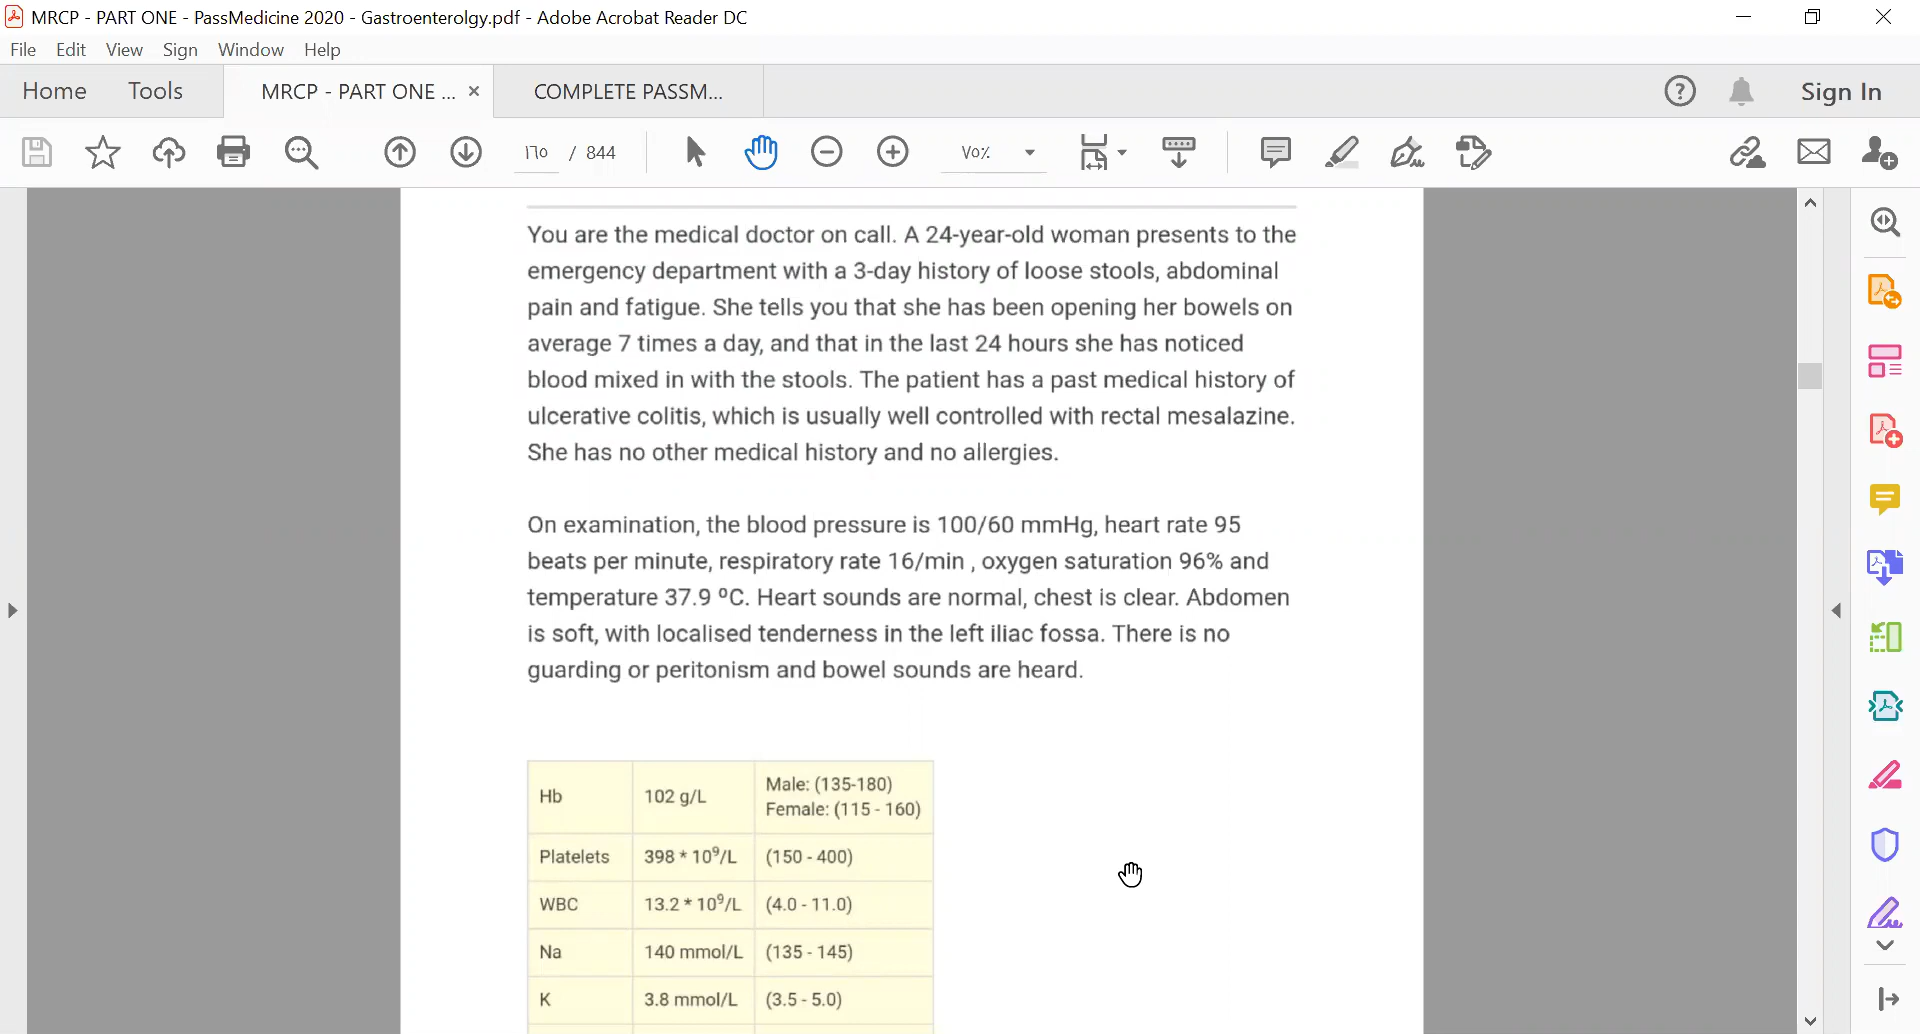 MRCP - PART ONE - PassMedicine 2020 - Gastroenterolgy.pdf - Adobe Acrobat Reader DC
File Edit View Sign Window Help
Home Tools MRCP - PART ONE ... × COMPLETE PASSM... ? Sign In
١٦٥ / 844 ٧٥٪
You are the medical doctor on call. A 24-year-old woman presents to the
emergency department with a 3-day history of loose stools, abdominal
pain and fatigue. She tells you that she has been opening her bowels on
average 7 times a day, and that in the last 24 hours she has noticed
blood mixed in with the stools. The patient has a past medical history of
ulcerative colitis, which is usually well controlled with rectal mesalazine.
She has no other medical history and no allergies.
On examination, the blood pressure is 100/60 mmHg, heart rate 95
beats per minute, respiratory rate 16/min , oxygen saturation 96% and
temperature 37.9 ºC. Heart sounds are normal, chest is clear. Abdomen
is soft, with localised tenderness in the left iliac fossa. There is no
guarding or peritonism and bowel sounds are heard.
Hb 102 g/L Male: (135-180)
Female: (115 - 160)
Platelets 398 * 10⁹/L (150 - 400)
WBC 13.2 * 10⁹/L (4.0 - 11.0)
Na 140 mmol/L (135 - 145)
K 3.8 mmol/L (3.5 - 5.0)